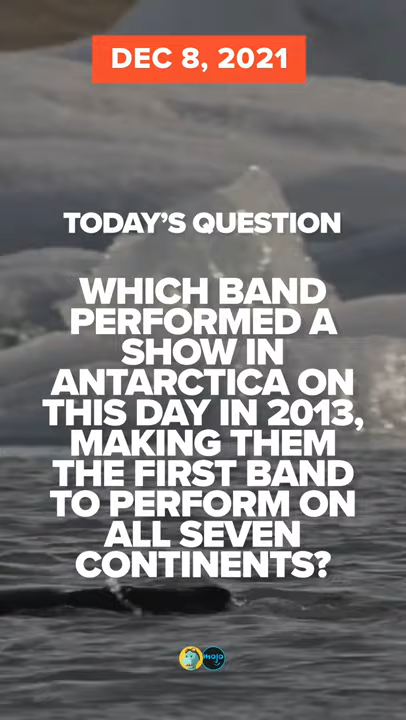 DEC 8, 2021
TODAY'S QUESTION
WHICH BAND
PERFORMED A
SHOW IN
ANTARCTICA ON
THIS DAY IN 2013,
MAKING THEM
THE FIRST BAND
TO PERFORM ON
ALL SEVEN
CONTINENTS?
mojo